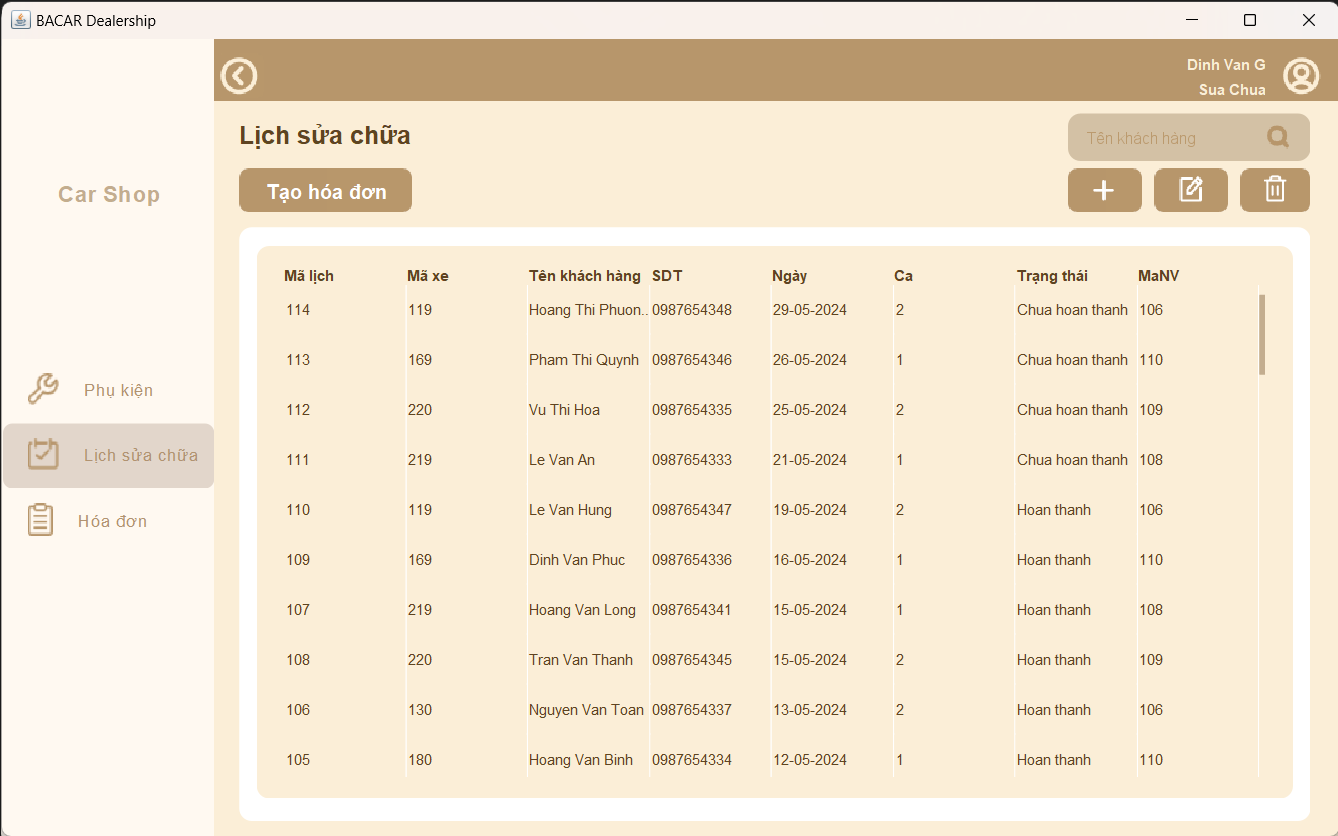 BACAR Dealership
Dinh Van G
Sua Chua
Car Shop
Phụ kiện
Lịch sửa chữa
Hóa đơn
Lịch sửa chữa
Tên khách hàng
Tạo hóa đơn
Mã lịch Mã xe Tên khách hàng SDT Ngày Ca Trạng thái MaNV
114 119 Hoang Thi Phuon.. 0987654348 29-05-2024 2 Chua hoan thanh 106
113 169 Pham Thi Quynh 0987654346 26-05-2024 1 Chua hoan thanh 110
112 220 Vu Thi Hoa 0987654335 25-05-2024 2 Chua hoan thanh 109
111 219 Le Van An 0987654333 21-05-2024 1 Chua hoan thanh 108
110 119 Le Van Hung 0987654347 19-05-2024 2 Hoan thanh 106
109 169 Dinh Van Phuc 0987654336 16-05-2024 1 Hoan thanh 110
107 219 Hoang Van Long 0987654341 15-05-2024 1 Hoan thanh 108
108 220 Tran Van Thanh 0987654345 15-05-2024 2 Hoan thanh 109
106 130 Nguyen Van Toan 0987654337 13-05-2024 2 Hoan thanh 106
105 180 Hoang Van Binh 0987654334 12-05-2024 1 Hoan thanh 110